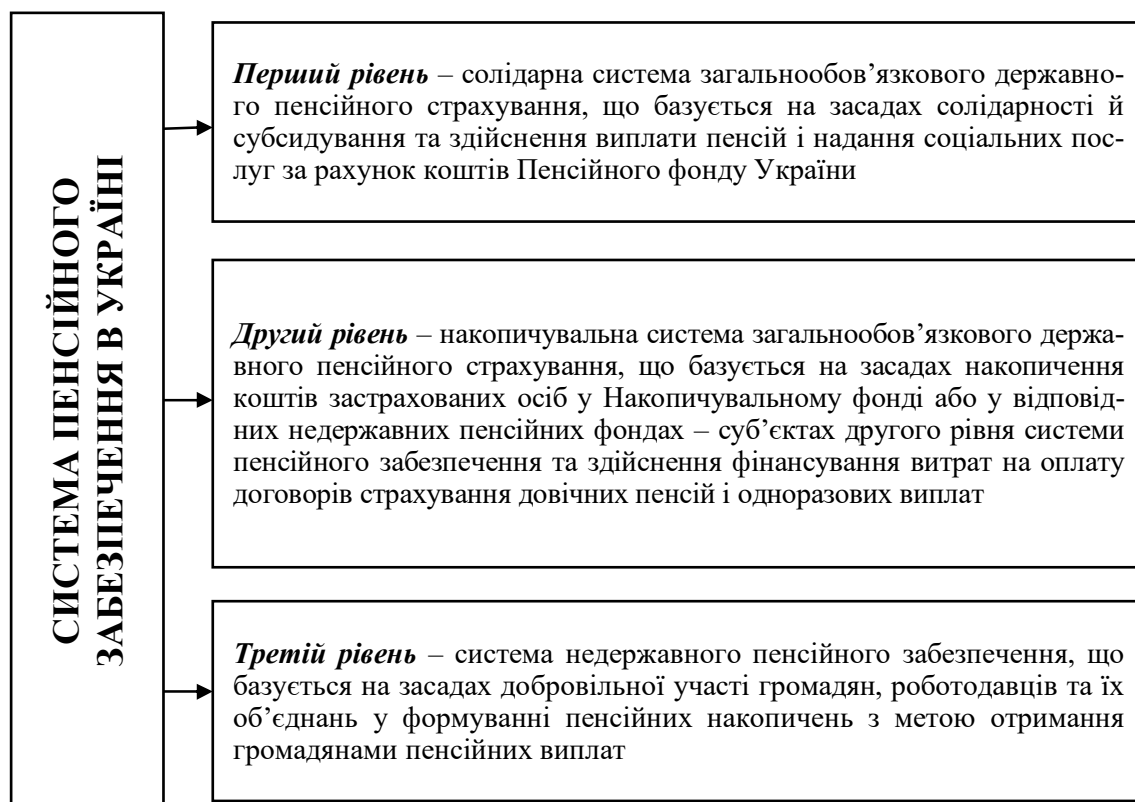 СИСТЕМА ПЕНСІЙНОГО
ЗАБЕЗПЕЧЕННЯ В УКРАЇНІ
Перший рівень – солідарна система загальнообов’язкового державно-
го пенсійного страхування, що базується на засадах солідарності й
субсидування та здійснення виплати пенсій і надання соціальних пос-
луг за рахунок коштів Пенсійного фонду України
Другий рівень – накопичувальна система загальнообов’язкового держа-
вного пенсійного страхування, що базується на засадах накопичення
коштів застрахованих осіб у Накопичувальному фонді або у відповід-
них недержавних пенсійних фондах – суб’єктах другого рівня системи
пенсійного забезпечення та здійснення фінансування витрат на оплату
договорів страхування довічних пенсій і одноразових виплат
Третій рівень – система недержавного пенсійного забезпечення, що
базується на засадах добровільної участі громадян, роботодавців та їх
об’єднань у формуванні пенсійних накопичень з метою отримання
громадянами пенсійних виплат